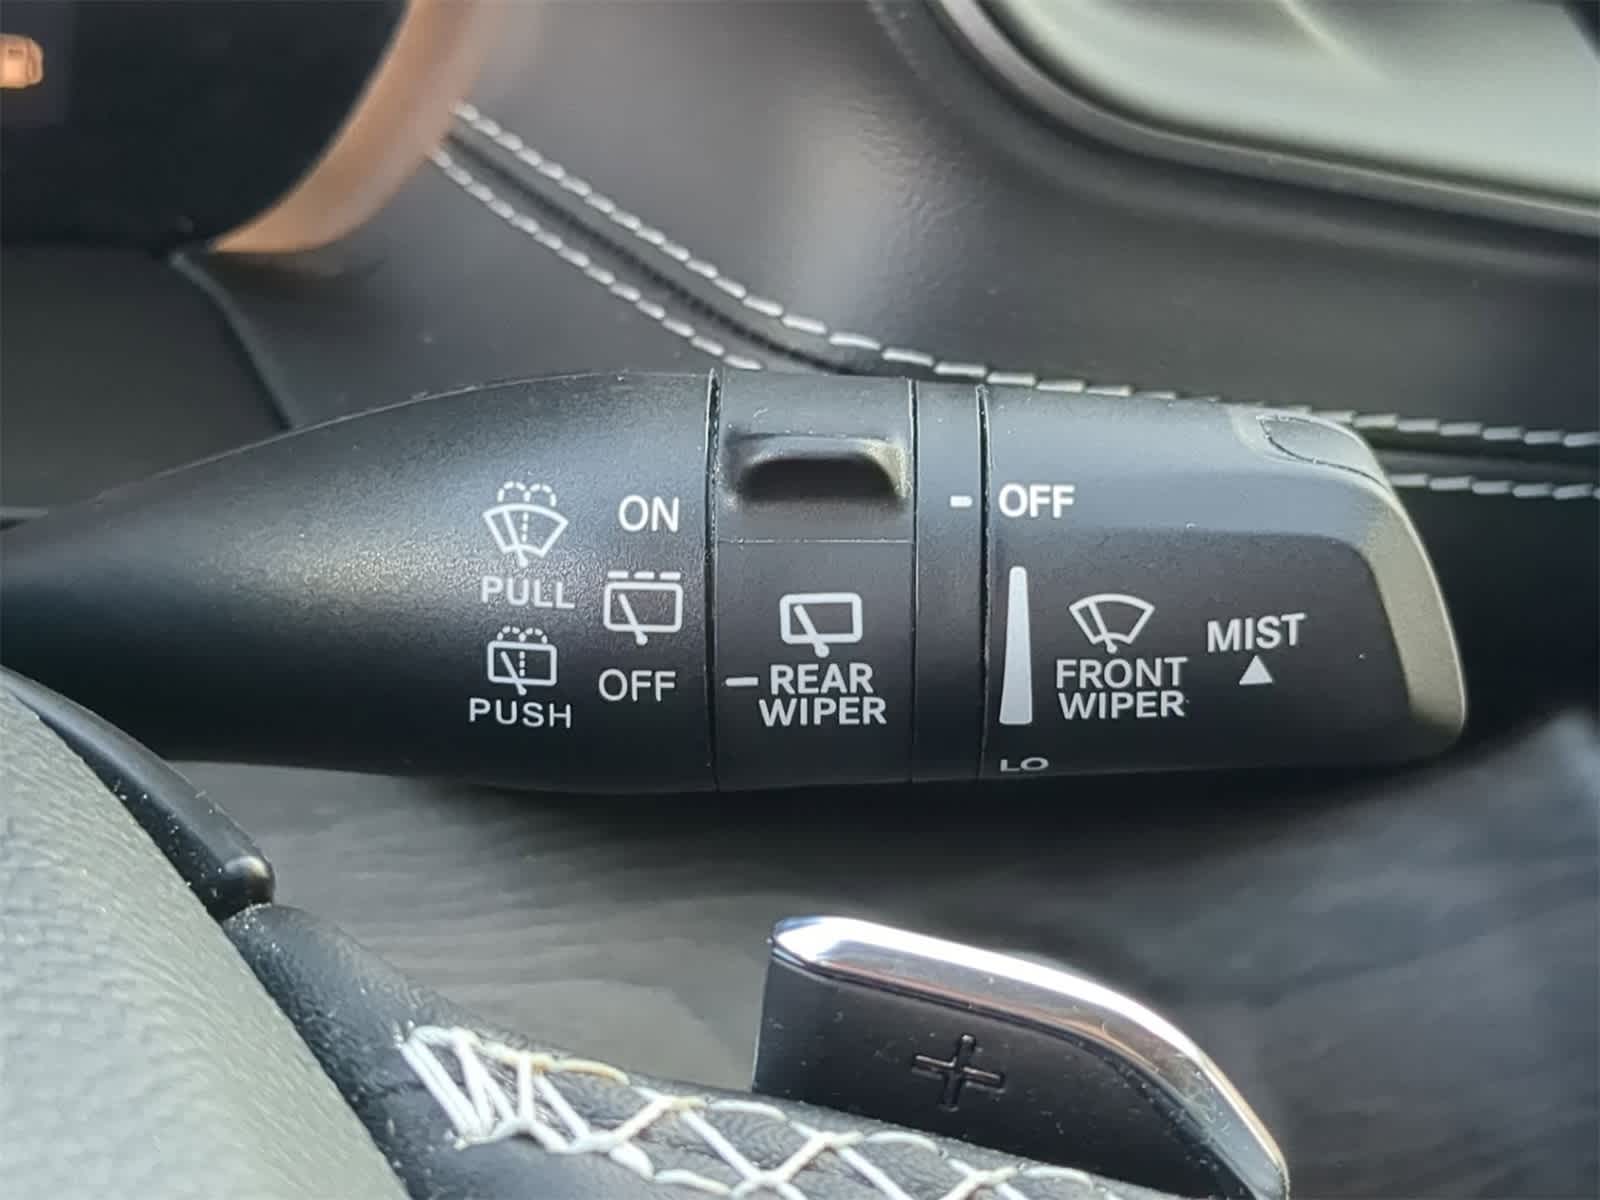 ON
PULL
OFF
PUSH
REAR
WIPER
OFF
FRONT
WIPER
MIST
LO
+